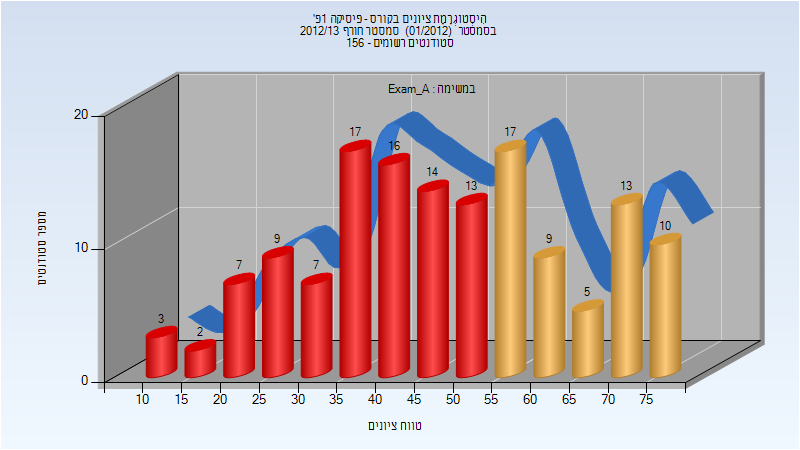 היסטוגרמת ציונים בקורס - פיסיקה 1פ'
בסמסטר (01/2012) סמסטר חורף 2012/13
סטודנטים רשומים - 156
במשימה : Exam_A
מספר סטודנטים
20
10
0
3
2
7
9
7
17
16
14
13
17
9
5
13
10
10 15 20 25 30 35 40 45 50 55 60 65 70 75
טווח ציונים